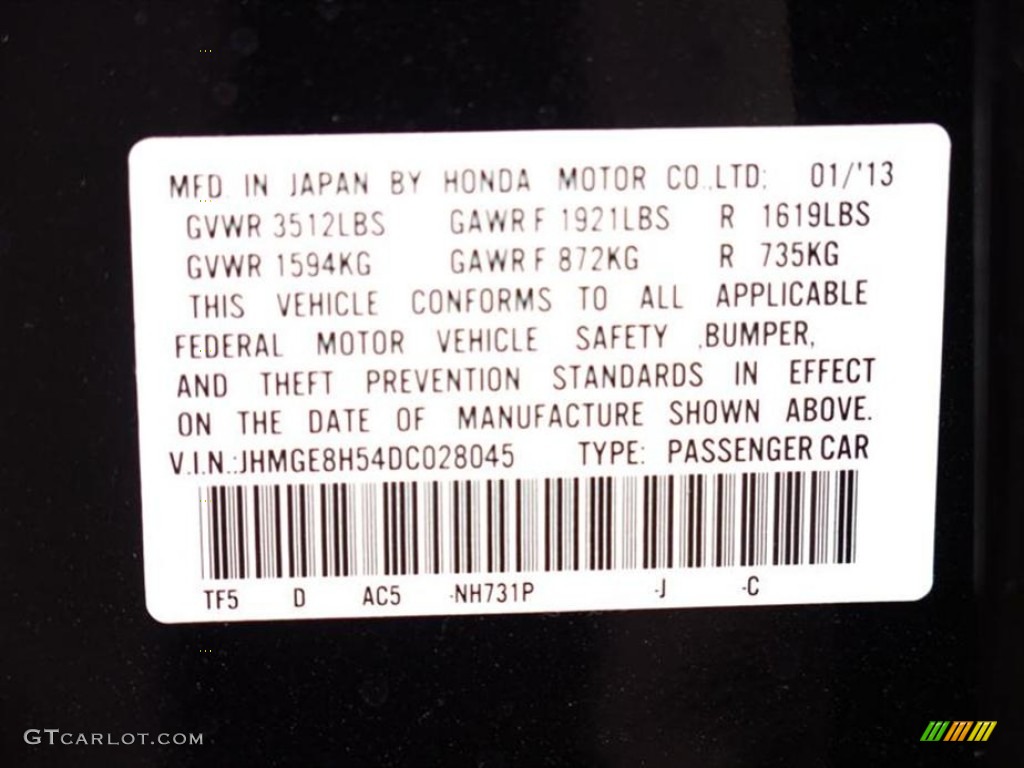 MFD. IN JAPAN BY HONDA MOTOR CO.,LTD: 01/'13
GVWR 3512LBS GAWR F 1921LBS R 1619LBS
GVWR 1594KG GAWR F 872KG R 735KG
THIS VEHICLE CONFORMS TO ALL APPLICABLE
FEDERAL MOTOR VEHICLE SAFETY ,BUMPER,
AND THEFT PREVENTION STANDARDS IN EFFECT
ON THE DATE OF MANUFACTURE SHOWN ABOVE.
V.I.N.:JHMGE8H54DC028045 TYPE: PASSENGER CAR
TF5 D AC5 -NH731P -J -C
GTCARLOT.COM